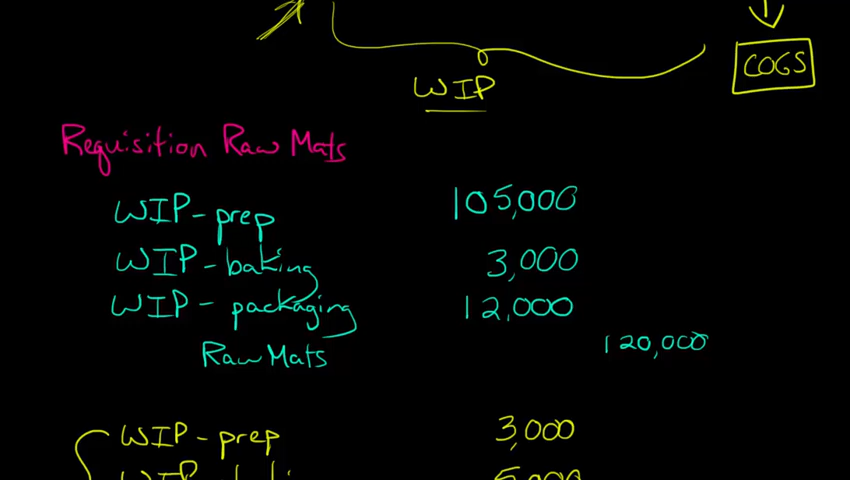 COGS
WIP
Requisition Raw Mats
WIP-prep 105,000
WIP-baking 3,000
WIP-packaging 12,000
Raw Mats 120,000
WIP-prep 3,000
WIP